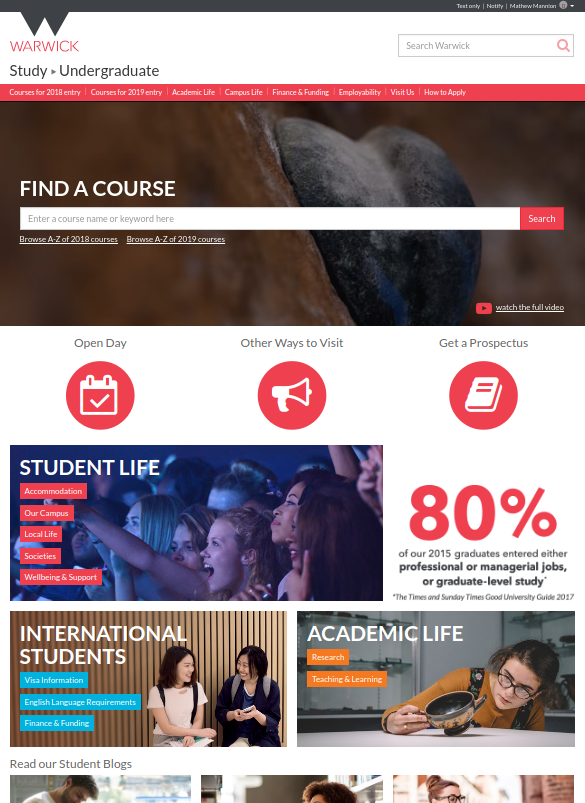 Text only | Notify | Mathew Mannion
WARWICK
Search Warwick
Study ▸ Undergraduate
Courses for 2018 entry | Courses for 2019 entry | Academic Life | Campus Life | Finance & Funding | Employability | Visit Us | How to Apply
FIND A COURSE
Enter a course name or keyword here
Search
Browse A-Z of 2018 courses Browse A-Z of 2019 courses
watch the full video
Open Day
Other Ways to Visit
Get a Prospectus
STUDENT LIFE
Accommodation
Our Campus
Local Life
Societies
Wellbeing & Support
80%
of our 2015 graduates entered either
professional or managerial jobs,
or graduate-level study*
*The Times and Sunday Times Good University Guide 2017
INTERNATIONAL
STUDENTS
Visa Information
English Language Requirements
Finance & Funding
ACADEMIC LIFE
Research
Teaching & Learning
Read our Student Blogs